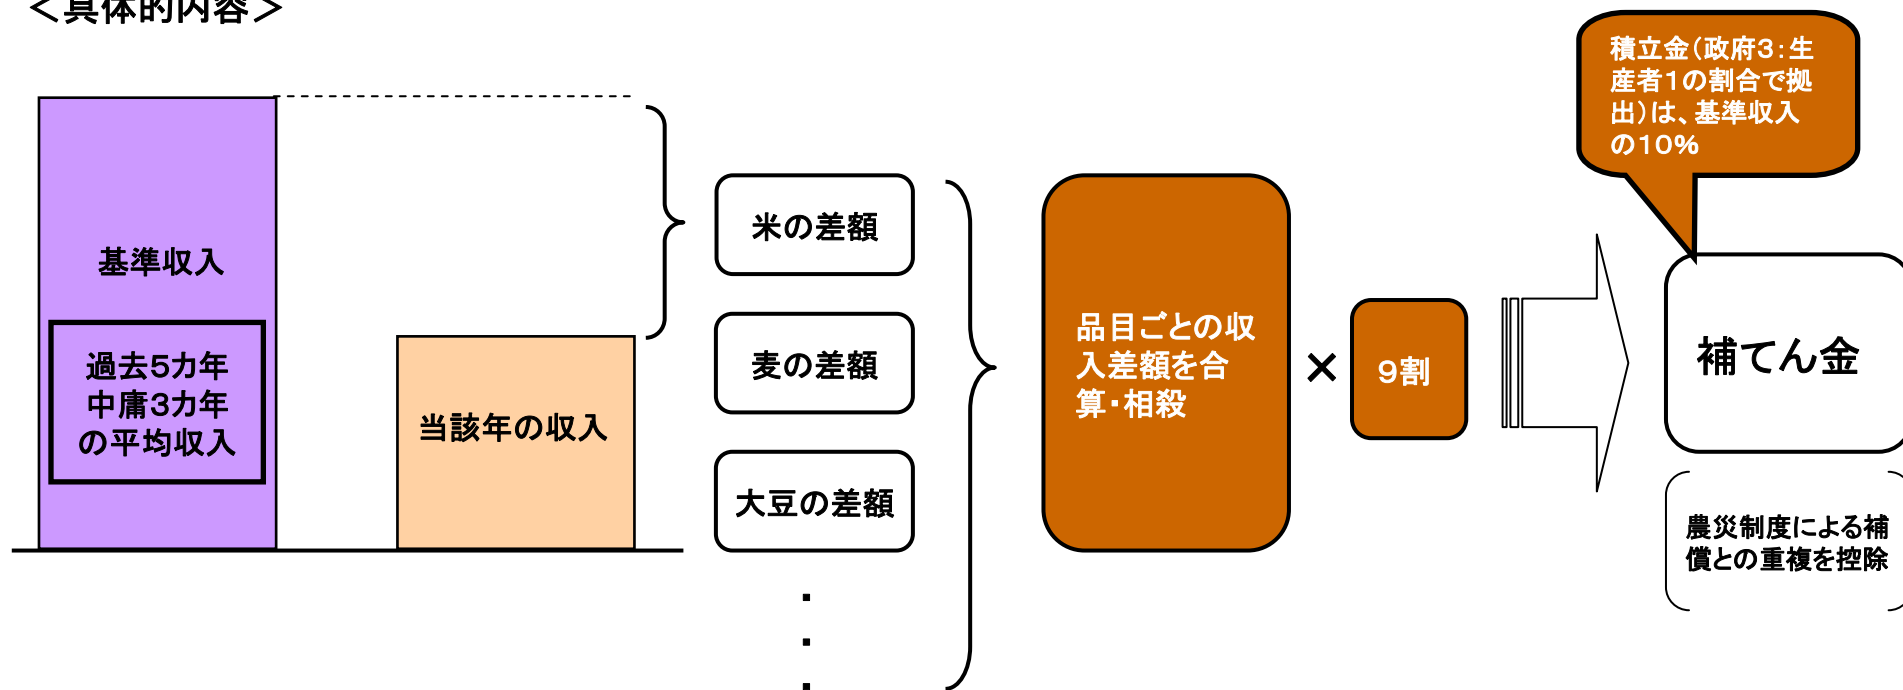 ＜具体的内容＞
積立金（政府３：生
産者１の割合で拠
出）は、基準収入
の１０％
基準収入
過去５カ年
中庸３カ年
の平均収入
当該年の収入
米の差額
麦の差額
大豆の差額
・
・
・
品目ごとの収
入差額を合
算・相殺
×
９割
補てん金
農災制度による補
償との重複を控除